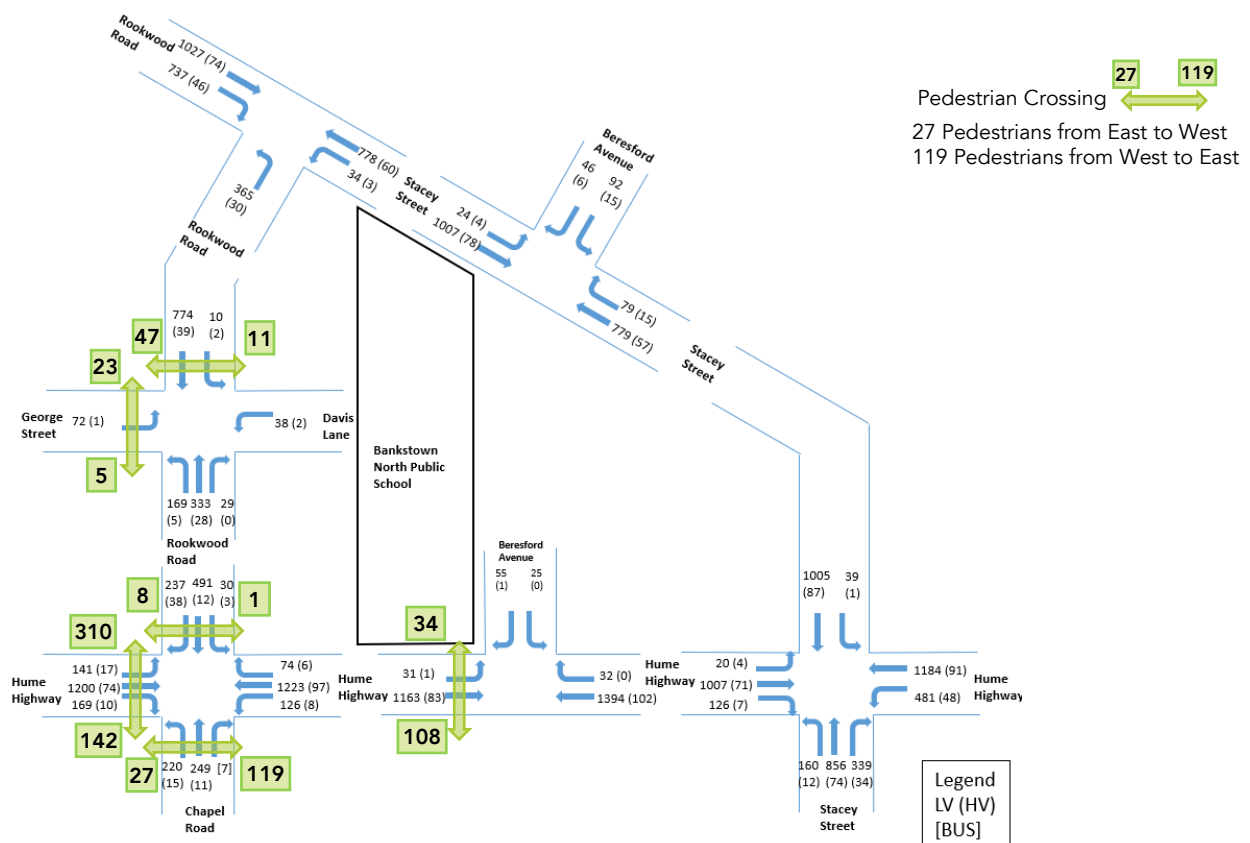 Rookwood
Road
1027 (74)
737 (46)
27
119
Pedestrian Crossing
27 Pedestrians from East to West
119 Pedestrians from West to East
Beresford
Avenue
46
(6)
92
(15)
778 (60)
34 (3)
Stacey
Street
24 (4)
1007 (78)
365
(30)
Rookwood
Road
79 (15)
779 (57)
Stacey
Street
774
(39)
10
(2)
47
11
23
George
Street
72 (1)
38 (2)
Davis
Lane
5
Bankstown
North Public
School
169
(5)
333
(28)
29
(0)
Rookwood
Road
237
(38)
491
(12)
30
(3)
8
1
310
Hume
Highway
141 (17)
1200 (74)
169 (10)
74 (6)
1223 (97)
126 (8)
Hume
Highway
142
27
119
220
(15)
249
(11)
[7]
Chapel
Road
Beresford
Avenue
55
(1)
25
(0)
34
31 (1)
1163 (83)
32 (0)
1394 (102)
108
1005
(87)
39
(1)
Hume
Highway
20 (4)
1007 (71)
126 (7)
1184 (91)
481 (48)
Hume
Highway
160
(12)
856
(74)
339
(34)
Stacey
Street
Legend
LV (HV)
[BUS]